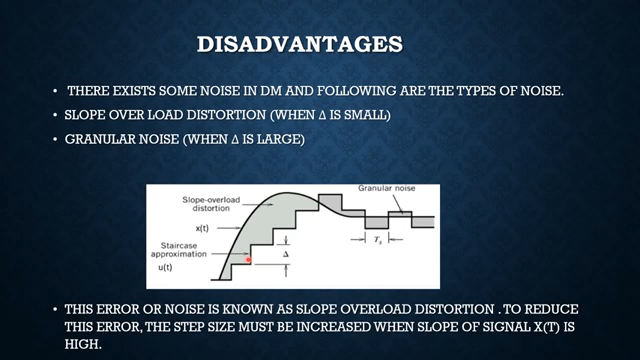 DISADVANTAGES
• THERE EXISTS SOME NOISE IN DM AND FOLLOWING ARE THE TYPES OF NOISE.
• SLOPE OVER LOAD DISTORTION (WHEN Δ IS SMALL)
• GRANULAR NOISE (WHEN Δ IS LARGE)
Granular noise
Slope-overload
distortion
x(t)
Staircase
approximation
u(t)
Δ
Ts
• THIS ERROR OR NOISE IS KNOWN AS SLOPE OVERLOAD DISTORTION . TO REDUCE
THIS ERROR, THE STEP SIZE MUST BE INCREASED WHEN SLOPE OF SIGNAL X(T) IS
HIGH.